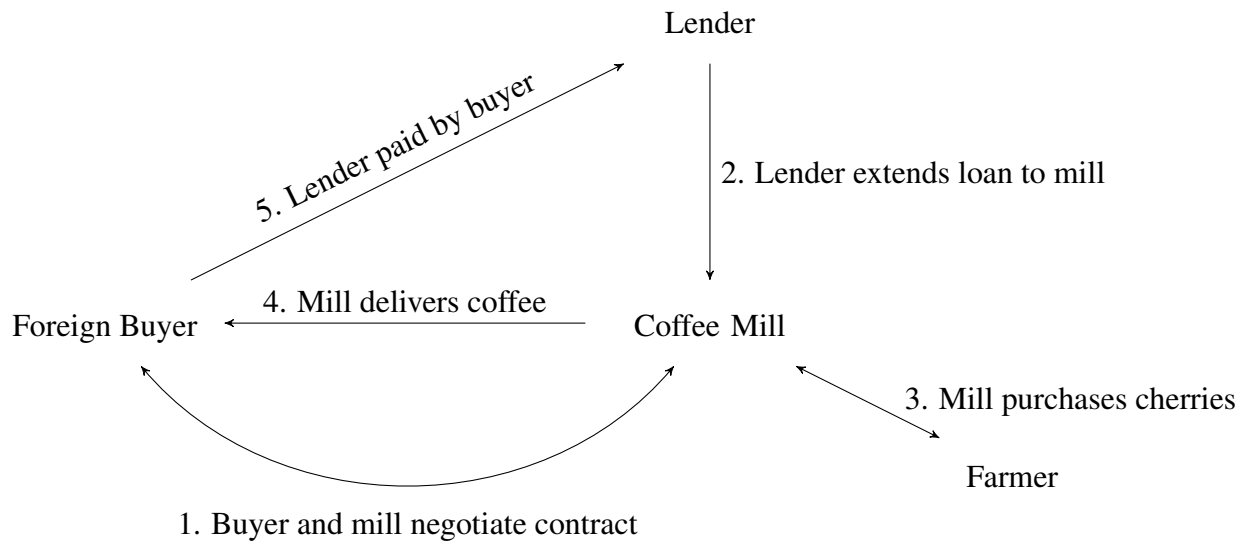 Lender
5. Lender paid by buyer
2. Lender extends loan to mill
4. Mill delivers coffee
Foreign Buyer
Coffee Mill
3. Mill purchases cherries
Farmer
1. Buyer and mill negotiate contract